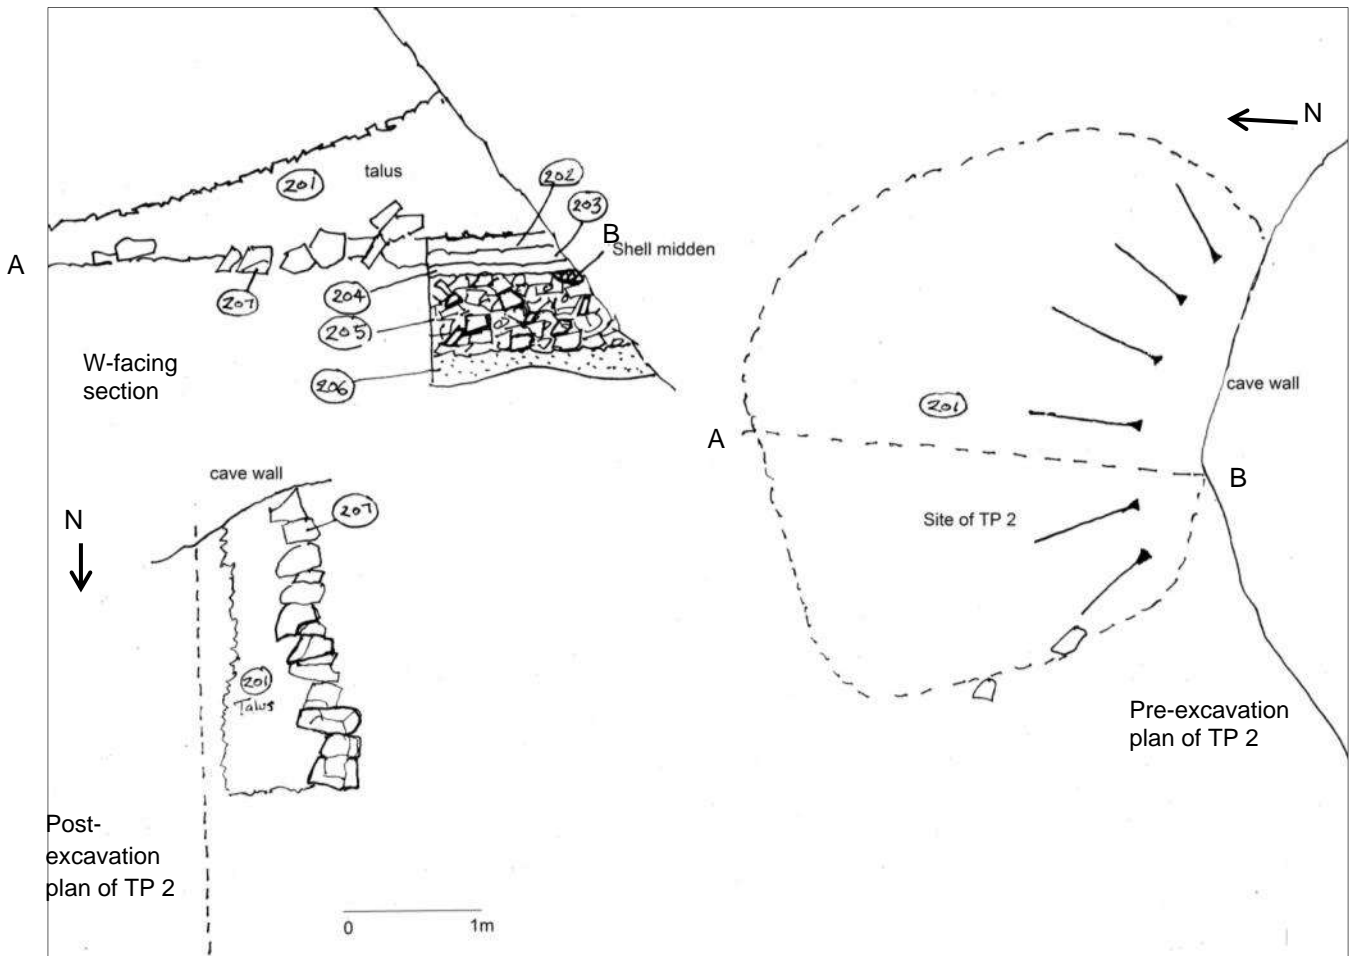 N
201
talus
202
203
B
Shell midden
A
207
204
205
W-facing
section
206
cave wall
201
A
B
cave wall
N
207
Site of TP 2
201
Talus
Pre-excavation
plan of TP 2
Post-
excavation
plan of TP 2
0 1m